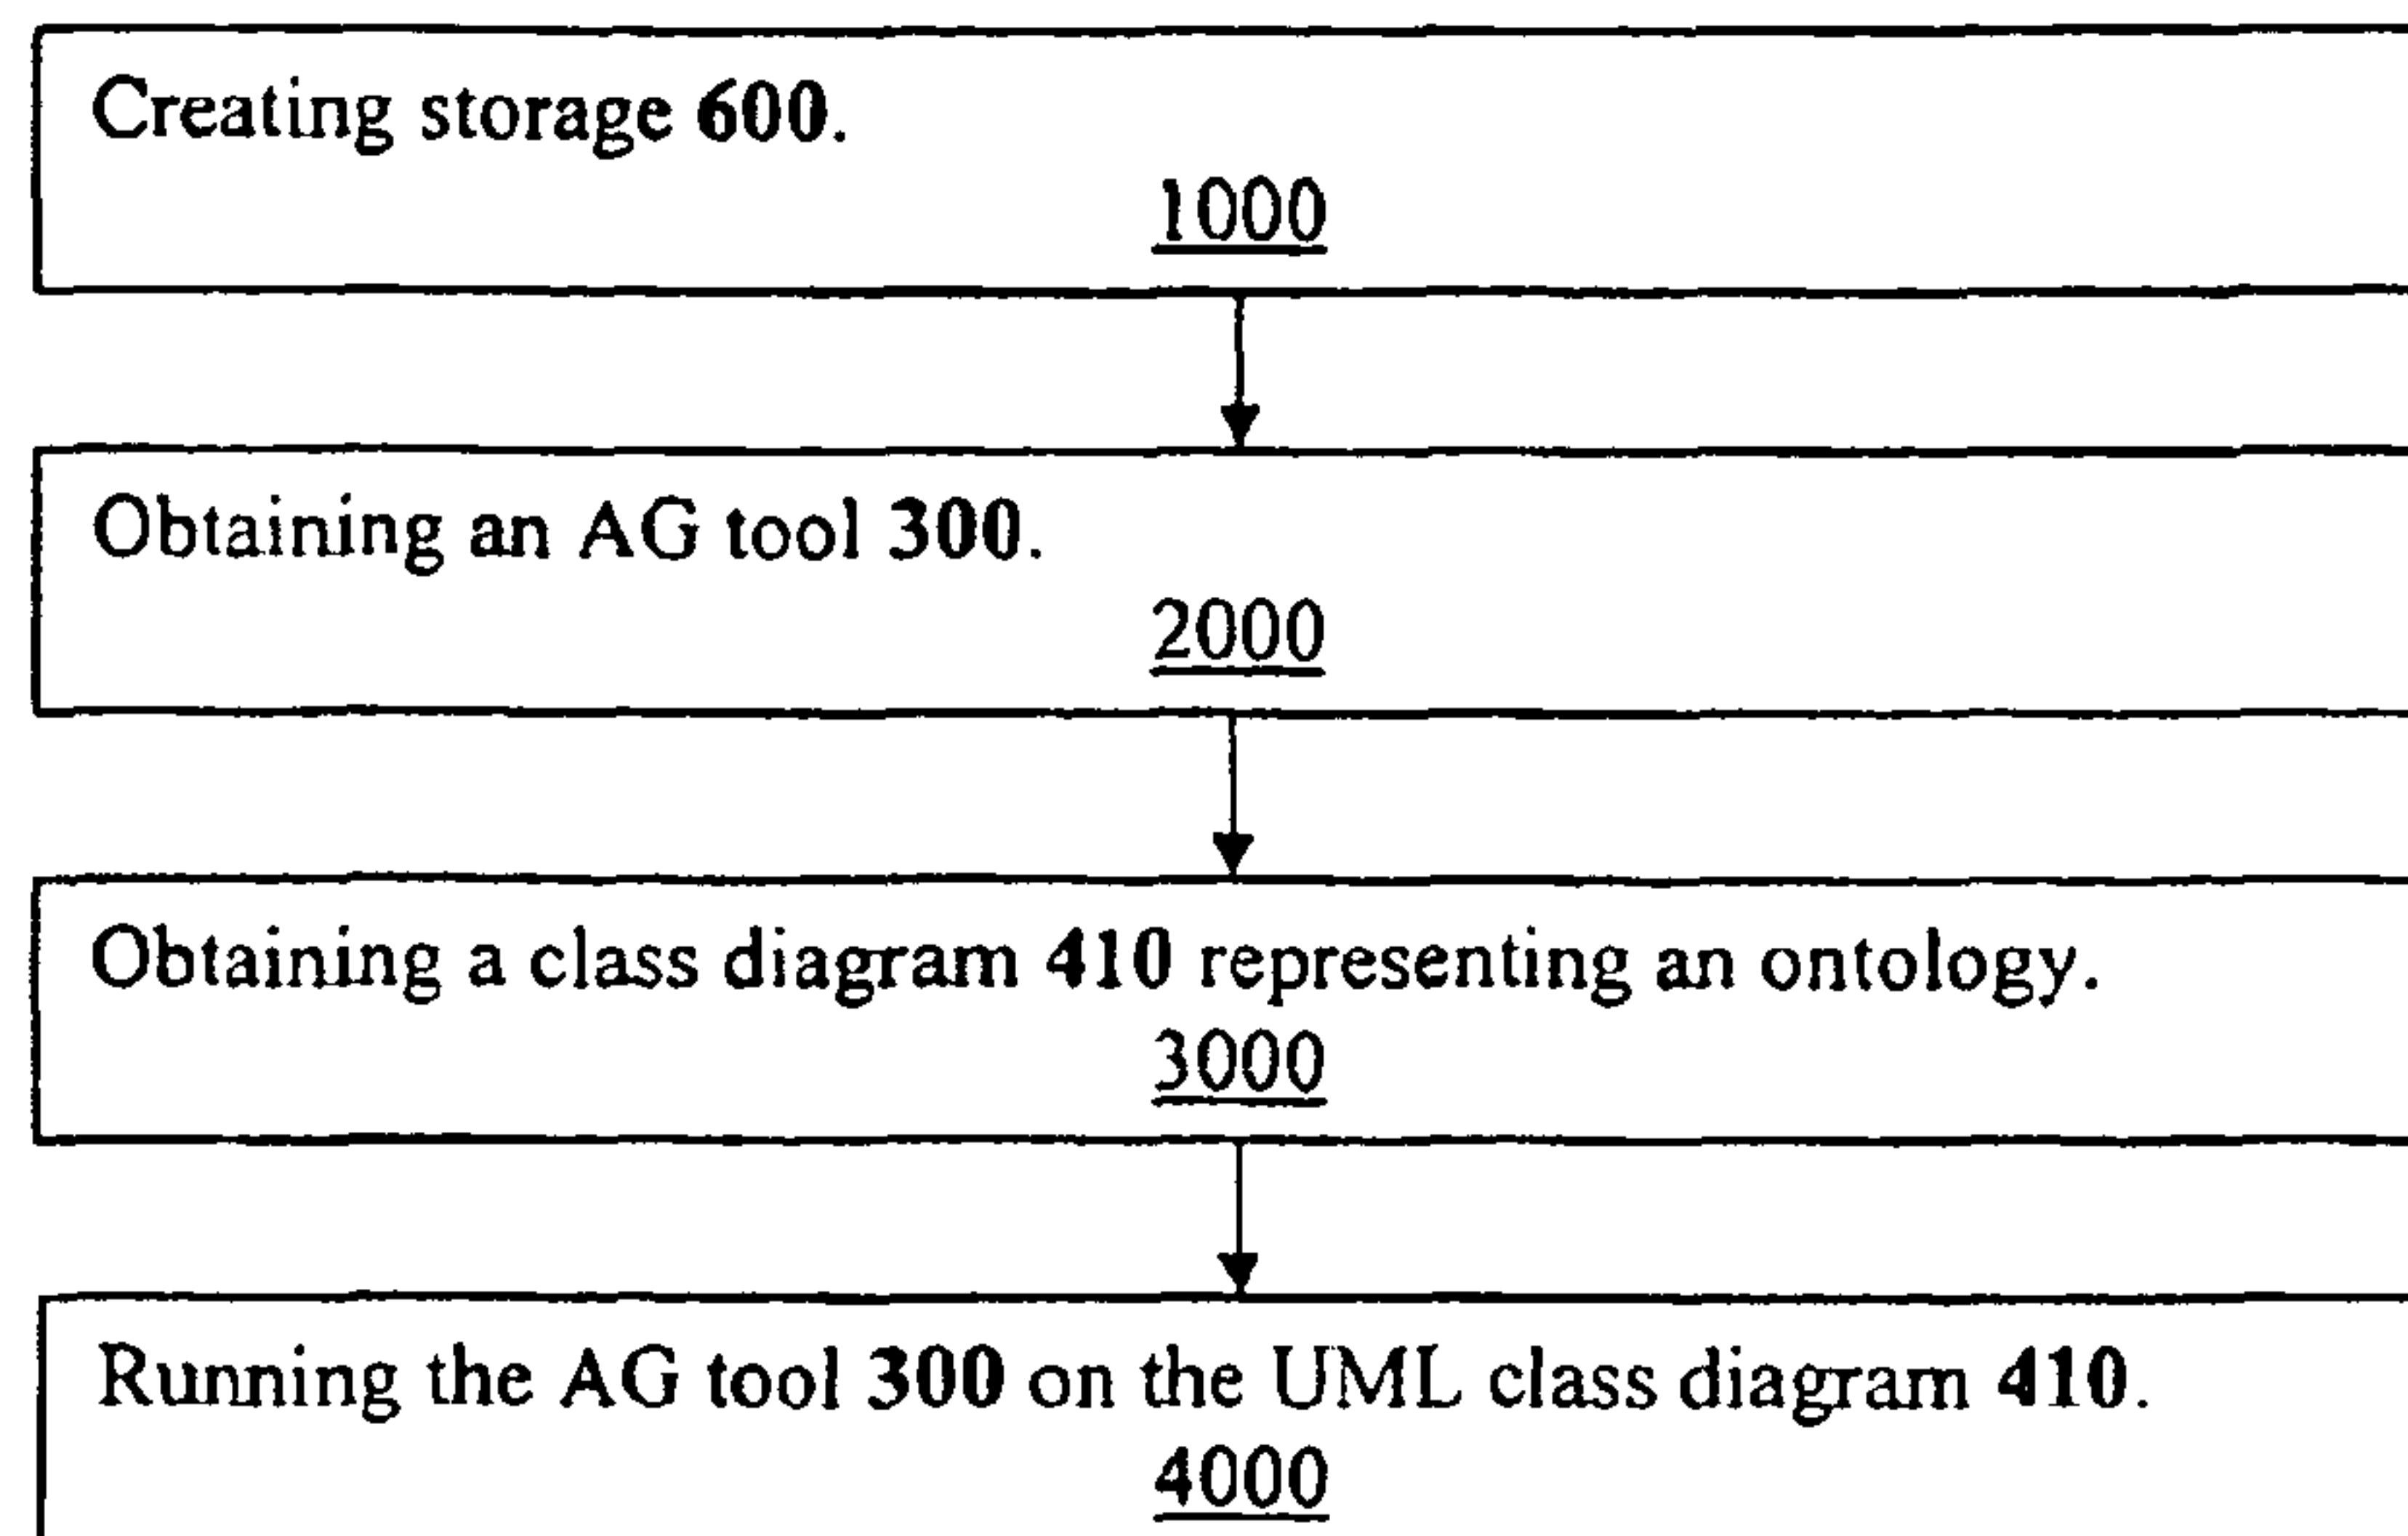 Creating storage 600.
1000
Obtaining an AG tool 300.
2000
Obtaining a class diagram 410 representing an ontology.
3000
Running the AG tool 300 on the UML class diagram 410.
4000